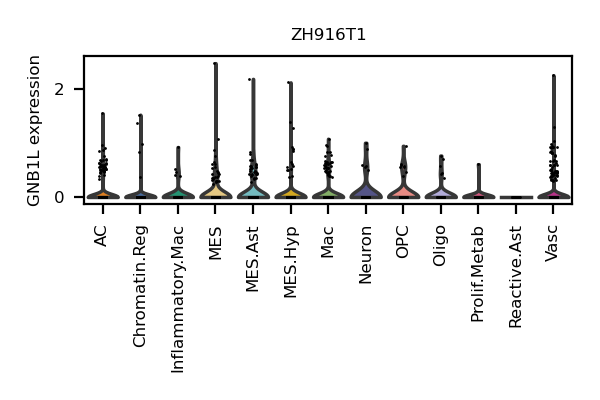 ZH916T1
GNB1L expression
2
0
AC
Chromatin.Reg
Inflammatory.Mac
MES
MES.Ast
MES.Hyp
Mac
Neuron
OPC
Oligo
Prolif.Metab
Reactive.Ast
Vasc